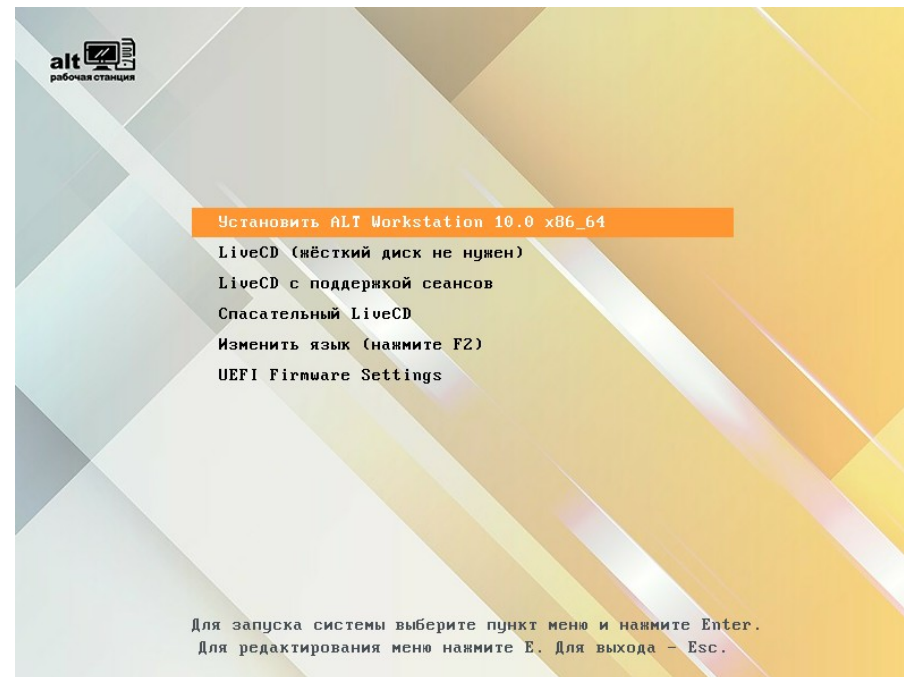 alt
рабочая станция
Установить ALT Workstation 10.0 x86_64
LiveCD (жёсткий диск не нужен)
LiveCD с поддержкой сеансов
Спасательный LiveCD
Изменить язык (нажмите F2)
UEFI Firmware Settings
Для запуска системы выберите пункт меню и нажмите Enter.
Для редактирования меню нажмите E. Для выхода - Esc.